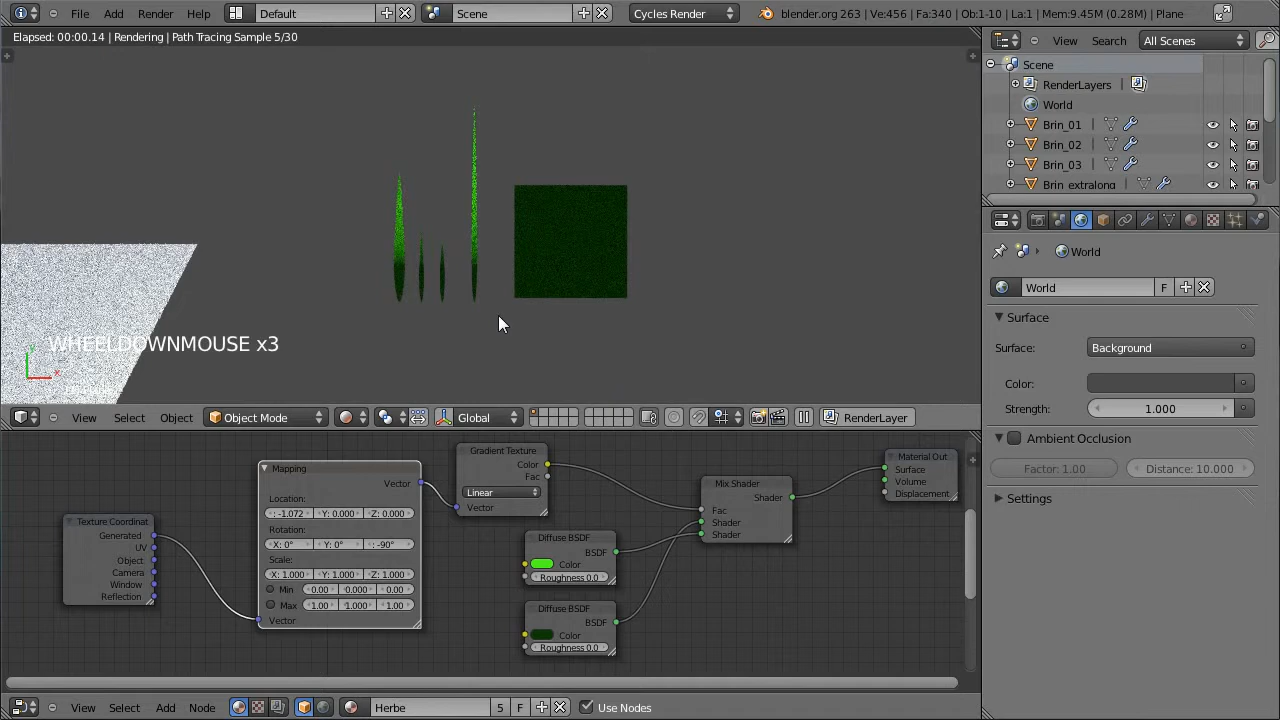 File Add Render Help Default Scene Cycles Render blender.org 263 | Ve:456 | Fa:340 | Ob:1-10 | La:1 | Mem:9.45M (0.28M) | Plane
Elapsed: 00:00.14 | Rendering | Path Tracing Sample 5/30
View Search All Scenes
Scene
RenderLayers
World
Brin_01
Brin_02
Brin_03
Brin_extralong
World
World F
Surface
Surface: Background
Color:
Strength: 1.000
Ambient Occlusion
Factor: 1.00 Distance: 10.000
Settings
WHEELDOWNMOUSE x3
View Select Object Object Mode Global RenderLayer
Texture Coordinat
Generated
UV
Object
Camera
Window
Reflection
Mapping
Vector
Location:
: -1.072 Y: 0.000 Z: 0.000
Rotation:
X: 0° Y: 0° : -90°
Scale:
X: 1.000 Y: 1.000 Z: 1.000
Min 0.00 0.000 0.00
Max 1.00 1.000 1.00
Vector
Gradient Texture
Color
Fac
Linear
Vector
Diffuse BSDF
BSDF
Color
Roughness 0.0
Diffuse BSDF
BSDF
Color
Roughness 0.0
Mix Shader
Shader
Fac
Shader
Shader
Material Out
Surface
Volume
Displacement
View Select Add Node Herbe 5 F Use Nodes